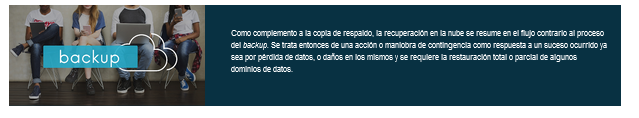 backup
Como complemento a la copia de respaldo, la recuperación en la nube se resume en el flujo contrario al proceso
del backup. Se trata entonces de una acción o maniobra de contingencia como respuesta a un suceso ocurrido ya
sea por pérdida de datos, o daños en los mismos y se requiere la restauración total o parcial de algunos
dominios de datos.